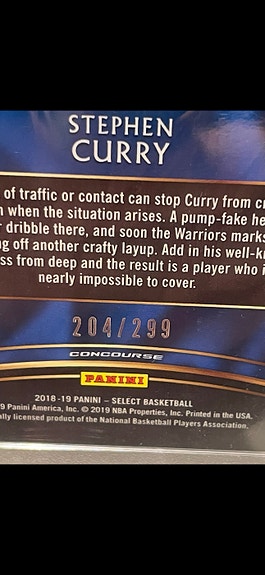 STEPHEN
CURRY
of traffic or contact can stop Curry from
when the situation arises. A pump-fake
dribble there, and soon the Warriors
off another crafty layup. Add in his
from deep and the result is a player who
nearly impossible to cover.
204/299
CONCOURSE
PANINI
2018-19 PANINI – SELECT BASKETBALL
Panini America, Inc. © 2019 NBA Properties, Inc. Printed in the USA.
licensed product of the National Basketball Players Association.